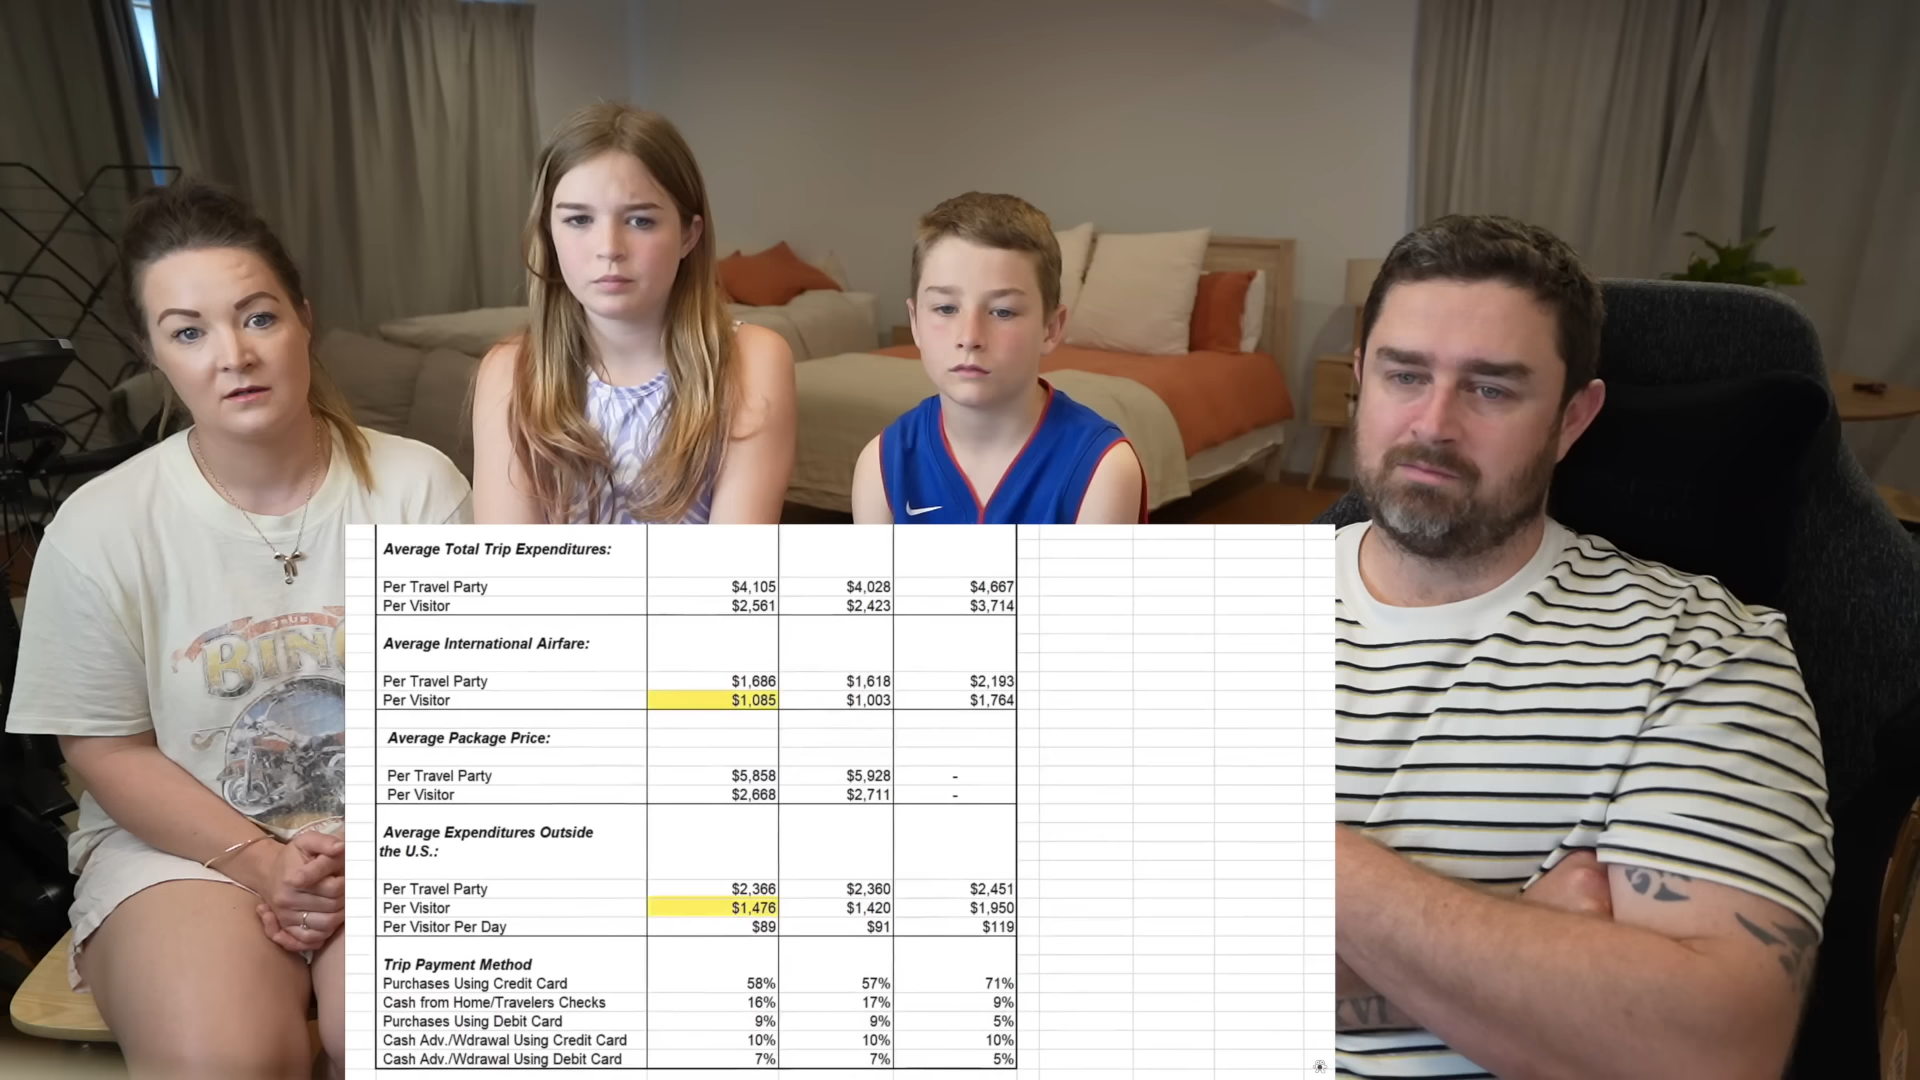 BIN
Average Total Trip Expenditures:
Per Travel Party $4,105 $4,028 $4,667
Per Visitor $2,561 $2,423 $3,714
Average International Airfare:
Per Travel Party $1,686 $1,618 $2,193
Per Visitor $1,085 $1,003 $1,764
Average Package Price:
Per Travel Party $5,858 $5,928 -
Per Visitor $2,668 $2,711 -
Average Expenditures Outside
the U.S.:
Per Travel Party $2,366 $2,360 $2,451
Per Visitor $1,476 $1,420 $1,950
Per Visitor Per Day $89 $91 $119
Trip Payment Method
Purchases Using Credit Card 58% 57% 71%
Cash from Home/Travelers Checks 16% 17% 9%
Purchases Using Debit Card 9% 9% 5%
Cash Adv./Wdrawal Using Credit Card 10% 10% 10%
Cash Adv./Wdrawal Using Debit Card 7% 7% 5%